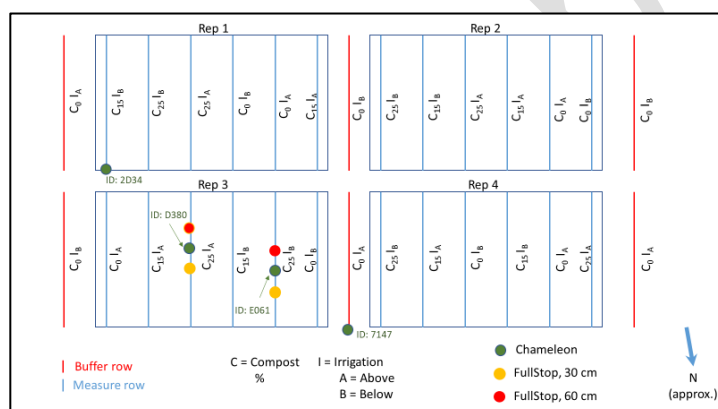 Rep 1
Rep 2
C0 IA
C15 IB
C25 IB
C25 IA
C0 IB
C0 IA
C15 IA
C0 IB
C25 IB
C15 IB
C25 IA
C15 IA
C0 IA
C0 IB
C0 IB
ID: 2D34
Rep 3
Rep 4
ID: D380
C0 IB
C0 IA
C15 IA
C25 IA
C15 IB
C25 IB
C0 IB
C0 IA
C25 IB
C15 IA
C0 IB
C15 IB
C0 IA
C25 IA
C0 IA
ID: E061
ID: 7147
Buffer row
Measure row
C = Compost
%
I = Irrigation
A = Above
B = Below
Chameleon
FullStop, 30 cm
FullStop, 60 cm
N
(approx.)